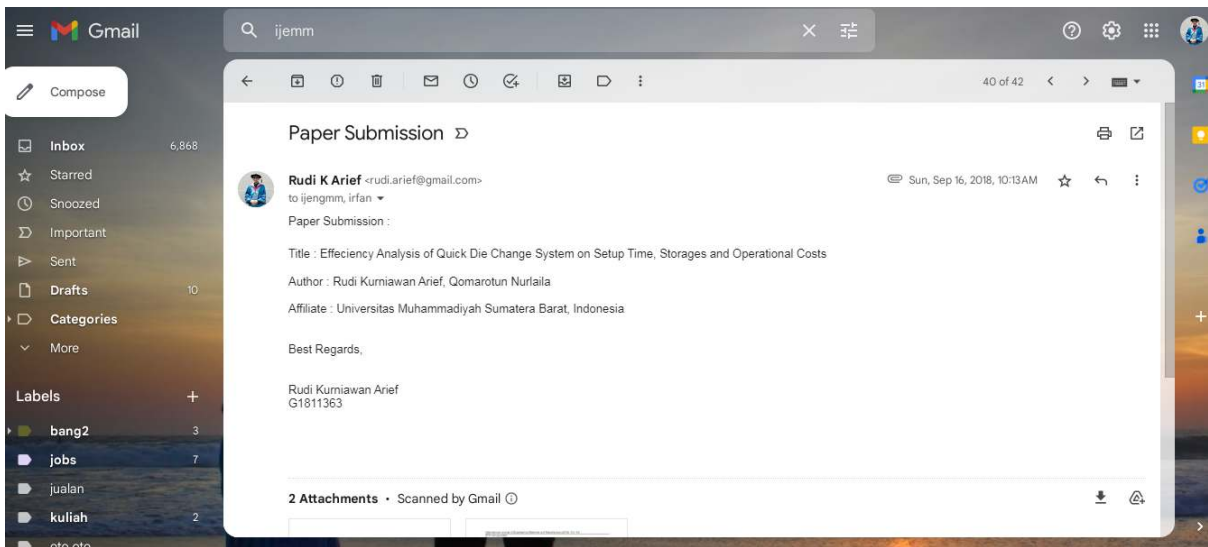 Gmail
ijemm
Compose
40 of 42
31
Inbox 6,868
Starred
Snoozed
Important
Sent
Drafts 10
Categories
More
Labels
bang2 3
jobs 7
jualan
kuliah 2
Paper Submission
Rudi K Arief <rudi.arief@gmail.com>
Sun, Sep 16, 2018, 10:13 AM
to ijengmm, irfan
Paper Submission :
Title : Effeciency Analysis of Quick Die Change System on Setup Time, Storages and Operational Costs
Author : Rudi Kurniawan Arief, Qomarotun Nurlaila
Affiliate : Universitas Muhammadiyah Sumatera Barat, Indonesia
Best Regards,
Rudi Kurniawan Arief
G1811363
2 Attachments • Scanned by Gmail